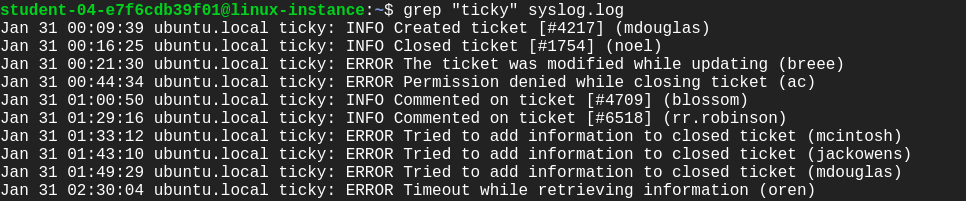 student-04-e7f6cdb39f01@linux-instance:~$ grep "ticky" syslog.log
Jan 31 00:09:39 ubuntu.local ticky: INFO Created ticket [#4217] (mdouglas)
Jan 31 00:16:25 ubuntu.local ticky: INFO Closed ticket [#1754] (noel)
Jan 31 00:21:30 ubuntu.local ticky: ERROR The ticket was modified while updating (breee)
Jan 31 00:44:34 ubuntu.local ticky: ERROR Permission denied while closing ticket (ac)
Jan 31 01:00:50 ubuntu.local ticky: INFO Commented on ticket [#4709] (blossom)
Jan 31 01:29:16 ubuntu.local ticky: INFO Commented on ticket [#6518] (rr.robinson)
Jan 31 01:33:12 ubuntu.local ticky: ERROR Tried to add information to closed ticket (mcintosh)
Jan 31 01:43:10 ubuntu.local ticky: ERROR Tried to add information to closed ticket (jackowens)
Jan 31 01:49:29 ubuntu.local ticky: ERROR Tried to add information to closed ticket (mdouglas)
Jan 31 02:30:04 ubuntu.local ticky: ERROR Timeout while retrieving information (oren)